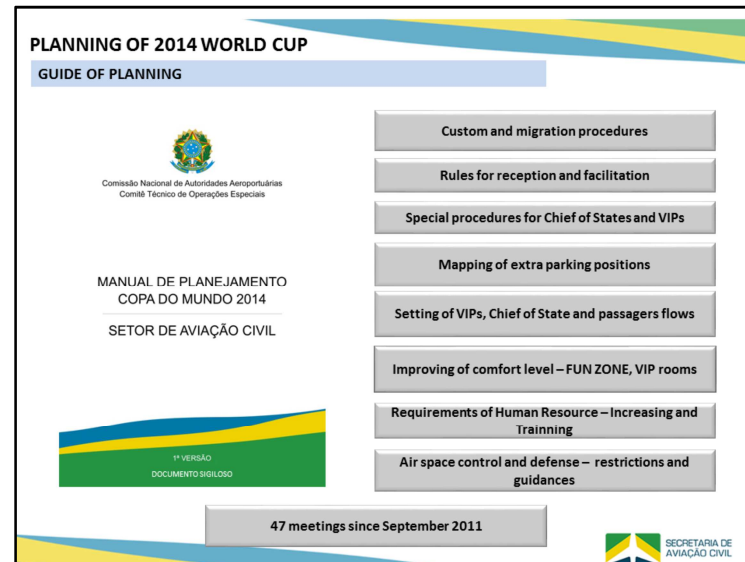 PLANNING OF 2014 WORLD CUP
GUIDE OF PLANNING
Comissão Nacional de Autoridades Aeroportuárias
Comitê Técnico de Operações Especiais
MANUAL DE PLANEJAMENTO
COPA DO MUNDO 2014
SETOR DE AVIAÇÃO CIVIL
1ª VERSÃO
DOCUMENTO SIGILOSO
Custom and migration procedures
Rules for reception and facilitation
Special procedures for Chief of States and VIPs
Mapping of extra parking positions
Setting of VIPs, Chief of State and passagers flows
Improving of comfort level – FUN ZONE, VIP rooms
Requirements of Human Resource – Increasing and
Trainning
Air space control and defense – restrictions and
guidances
47 meetings since September 2011
SECRETARIA DE
AVIAÇÃO CIVIL